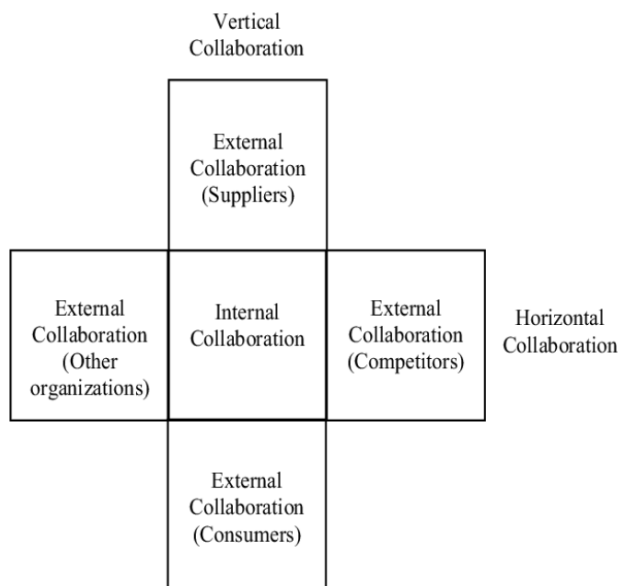 Vertical
Collaboration
External
Collaboration
(Suppliers)
External
Collaboration
(Other
organizations)
Internal
Collaboration
External
Collaboration
(Competitors)
Horizontal
Collaboration
External
Collaboration
(Consumers)